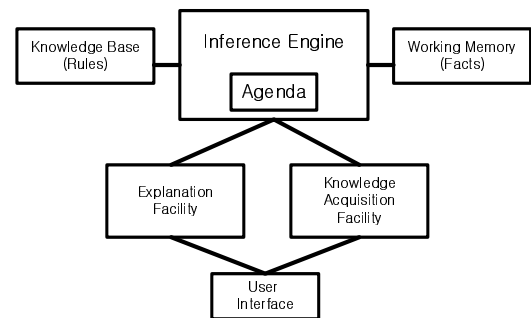 Knowledge Base
(Rules)
Inference Engine
Agenda
Working Memory
(Facts)
Explanation
Facility
Knowledge
Acquisition
Facility
User
Interface